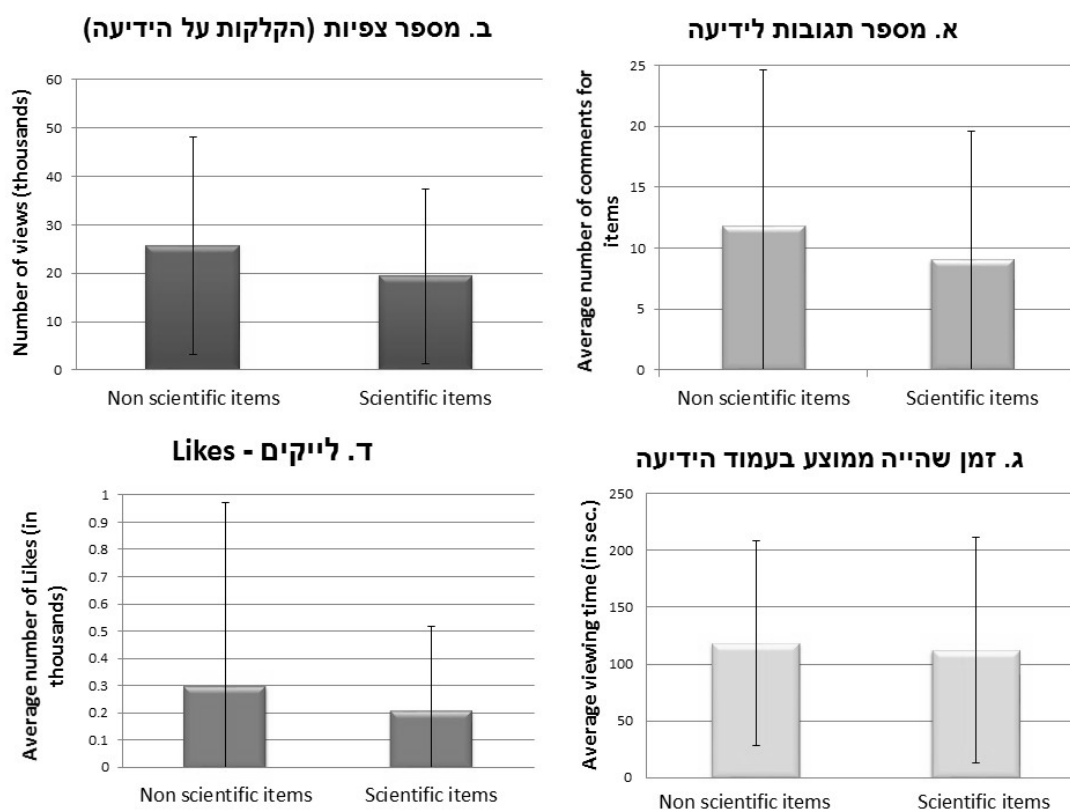 ב. מספר צפיות (הקלקות על הידיעה)
Number of views (thousands)
60
50
40
30
20
10
0
Non scientific items
Scientific items
א. מספר תגובות לידיעה
Average number of comments for
items
25
20
15
10
5
0
Non scientific items
Scientific items
ד. לייקים - Likes
Average number of Likes (in
thousands)
1
0.9
0.8
0.7
0.6
0.5
0.4
0.3
0.2
0.1
0
Non scientific items
Scientific items
ג. זמן שהייה ממוצע בעמוד הידיעה
Average viewing time (in sec.)
250
200
150
100
50
0
Non scientific items
Scientific items